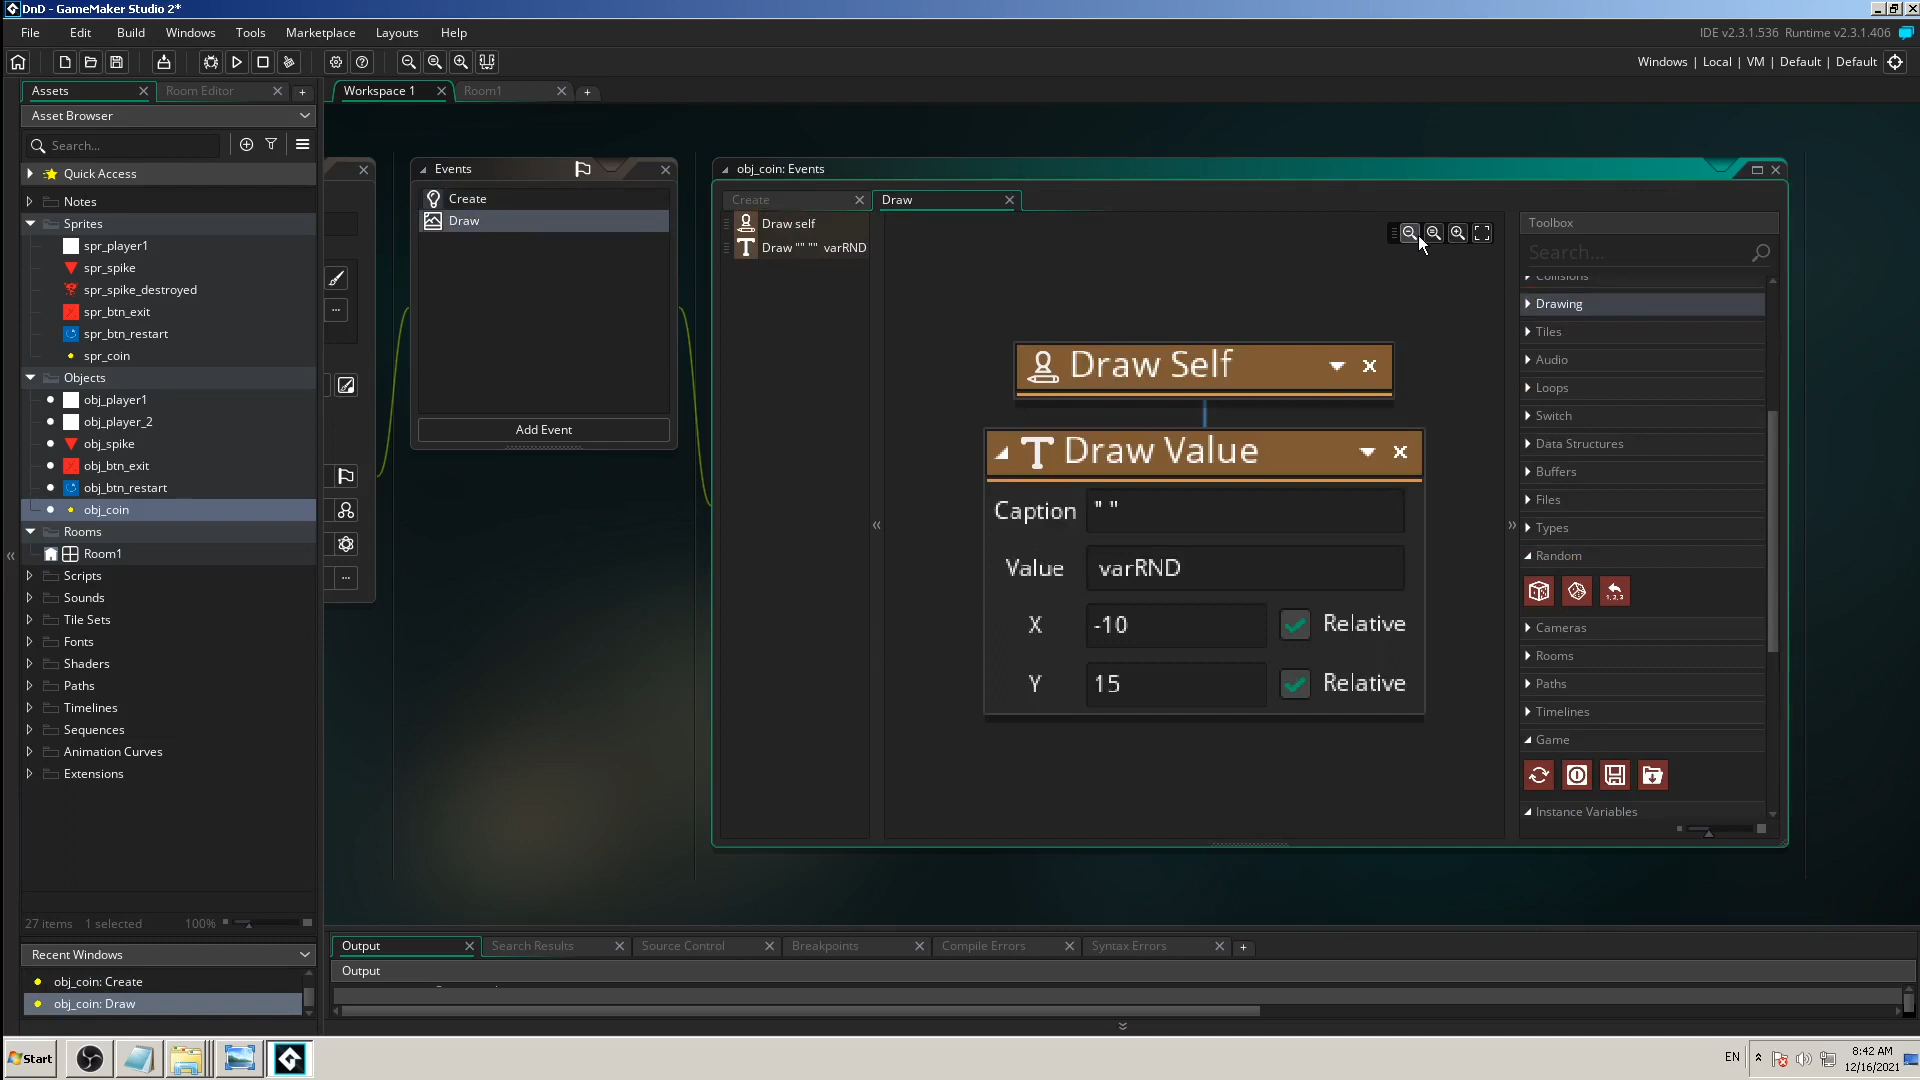 DnD - GameMaker Studio 2*
File Edit Build Windows Tools Marketplace Layouts Help
IDE v2.3.1.536 Runtime v2.3.1.406
Windows | Local | VM | Default | Default
Assets
Room Editor
Workspace 1
Room1
Asset Browser
Search...
Quick Access
Notes
Sprites
spr_player1
spr_spike
spr_spike_destroyed
spr_btn_exit
spr_btn_restart
spr_coin
Objects
obj_player1
obj_player_2
obj_spike
obj_btn_exit
obj_btn_restart
obj_coin
Rooms
Room1
Scripts
Sounds
Tile Sets
Fonts
Shaders
Paths
Timelines
Sequences
Animation Curves
Extensions
27 items 1 selected 100%
Recent Windows
obj_coin: Create
obj_coin: Draw
Events
Create
Draw
Add Event
obj_coin: Events
Create
Draw
Draw self
Draw "" "" varRND
Draw Self
Draw Value
Caption " "
Value varRND
X -10 Relative
Y 15 Relative
Toolbox
Search...
Collisions
Drawing
Tiles
Audio
Loops
Switch
Data Structures
Buffers
Files
Types
Random
1,2,3
Cameras
Rooms
Paths
Timelines
Game
Instance Variables
Output
Search Results
Source Control
Breakpoints
Compile Errors
Syntax Errors
Output
Start
EN
8:42 AM
12/16/2021